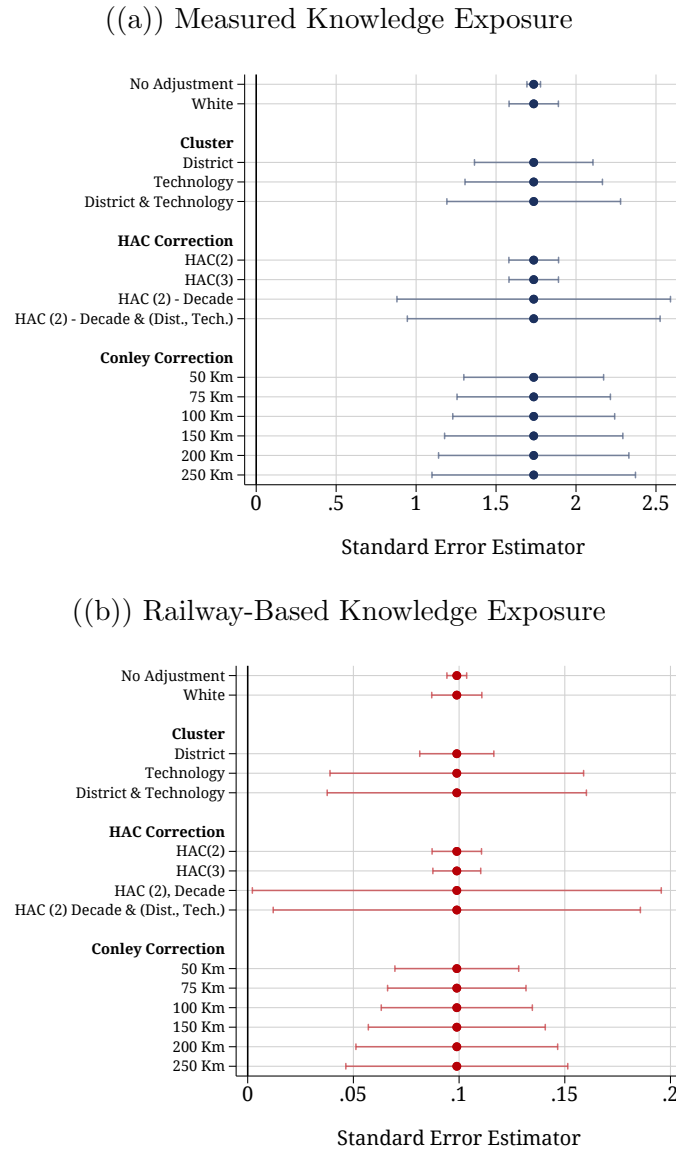 ((a)) Measured Knowledge Exposure
No Adjustment
White
Cluster
District
Technology
District & Technology
HAC Correction
HAC(2)
HAC(3)
HAC (2) - Decade
HAC (2) - Decade & (Dist., Tech.)
Conley Correction
50 Km
75 Km
100 Km
150 Km
200 Km
250 Km
0 .5 1 1.5 2 2.5
Standard Error Estimator
((b)) Railway-Based Knowledge Exposure
No Adjustment
White
Cluster
District
Technology
District & Technology
HAC Correction
HAC(2)
HAC(3)
HAC (2), Decade
HAC (2) Decade & (Dist., Tech.)
Conley Correction
50 Km
75 Km
100 Km
150 Km
200 Km
250 Km
0 .05 .1 .15 .2
Standard Error Estimator